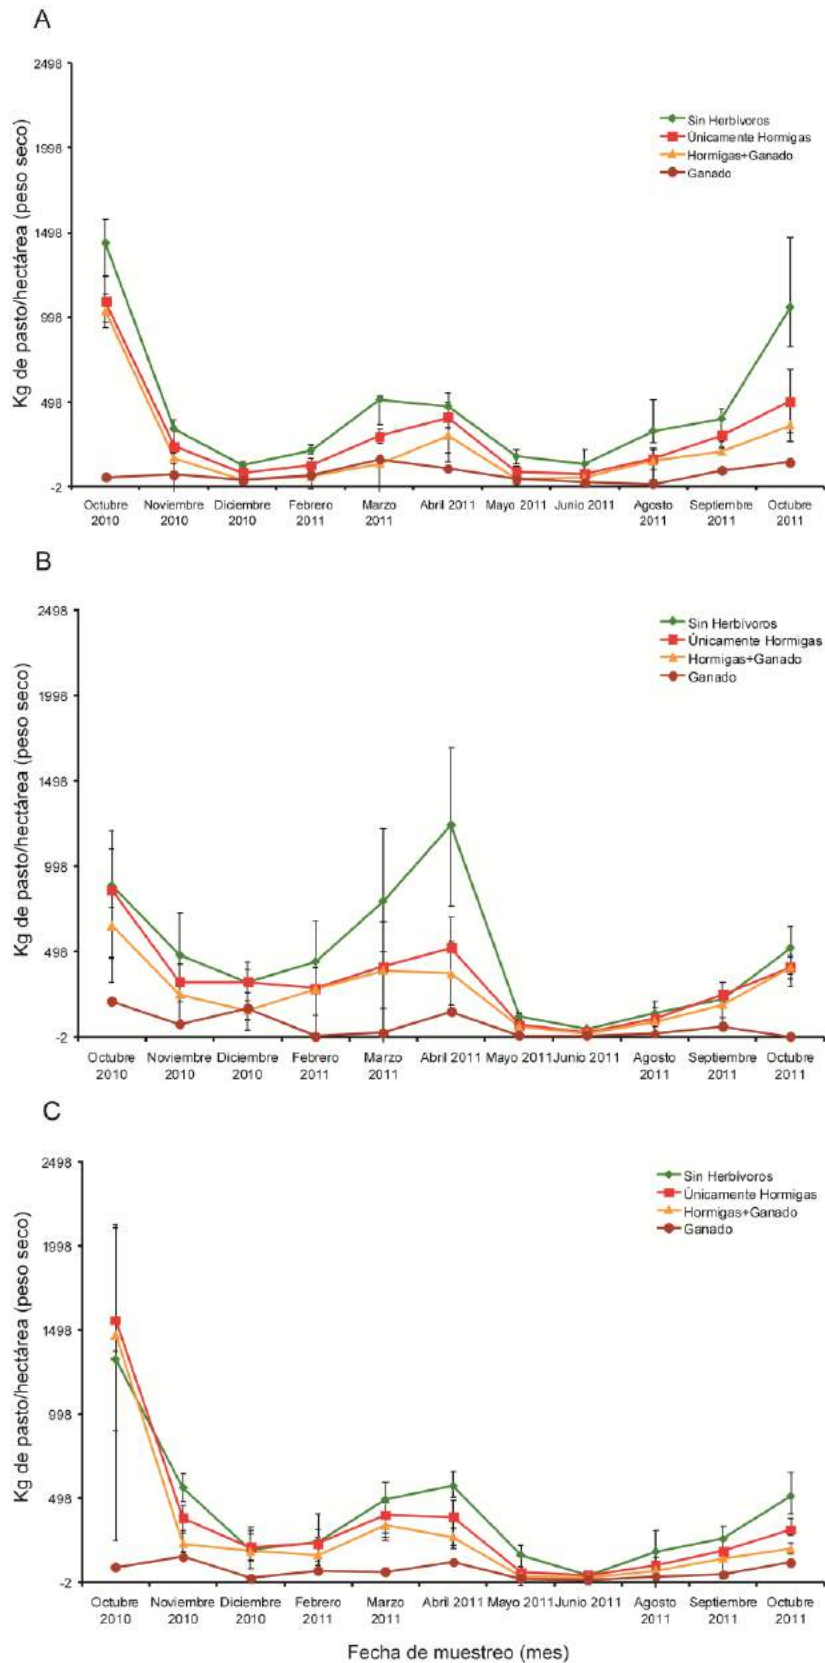 A
Kg de pasto/hectárea (peso seco)
2498
1998
1498
998
498
-2
Sin Herbívoros
Únicamente Hormigas
Hormigas+Ganado
Ganado
Octubre 2010
Noviembre 2010
Diciembre 2010
Febrero 2011
Marzo 2011
Abril 2011
Mayo 2011
Junio 2011
Agosto 2011
Septiembre 2011
Octubre 2011
B
Kg de pasto/hectárea (peso seco)
2498
1998
1498
998
498
-2
Sin Herbívoros
Únicamente Hormigas
Hormigas+Ganado
Ganado
Octubre 2010
Noviembre 2010
Diciembre 2010
Febrero 2011
Marzo 2011
Abril 2011
Mayo 2011
Junio 2011
Agosto 2011
Septiembre 2011
Octubre 2011
C
Kg de pasto/hectárea (peso seco)
2498
1998
1498
998
498
-2
Sin Herbívoros
Únicamente Hormigas
Hormigas+Ganado
Ganado
Octubre 2010
Noviembre 2010
Diciembre 2010
Febrero 2011
Marzo 2011
Abril 2011
Mayo 2011
Junio 2011
Agosto 2011
Septiembre 2011
Octubre 2011
Fecha de muestreo (mes)